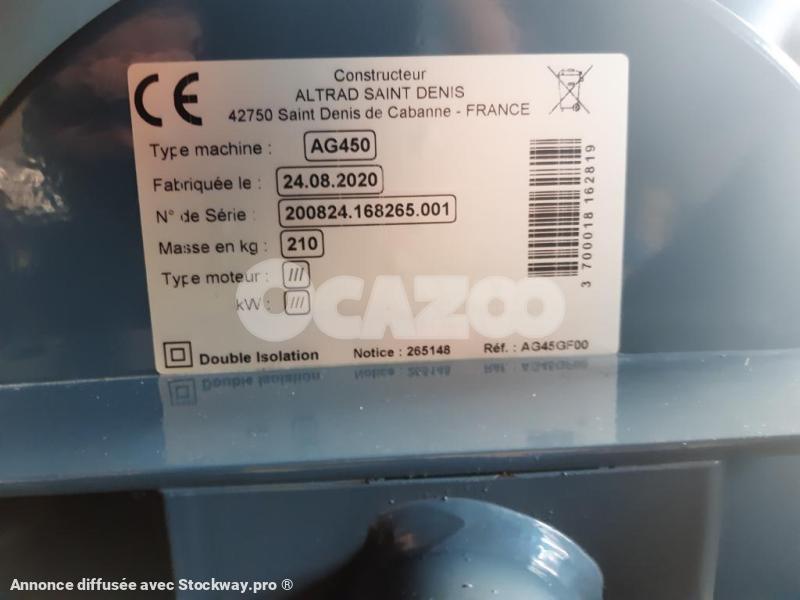 CE
Constructeur
ALTRAD SAINT DENIS
42750 Saint Denis de Cabanne - FRANCE
Type machine : AG450
Fabriquée le : 24.08.2020
N° de Série : 200824.168265.001
Masse en kg : 210
Type moteur : ///
kW : ///
Double Isolation Notice : 265148 Réf. : AG45GF00
3 700018 162819
OCAZOO
Annonce diffusée avec Stockway.pro ®